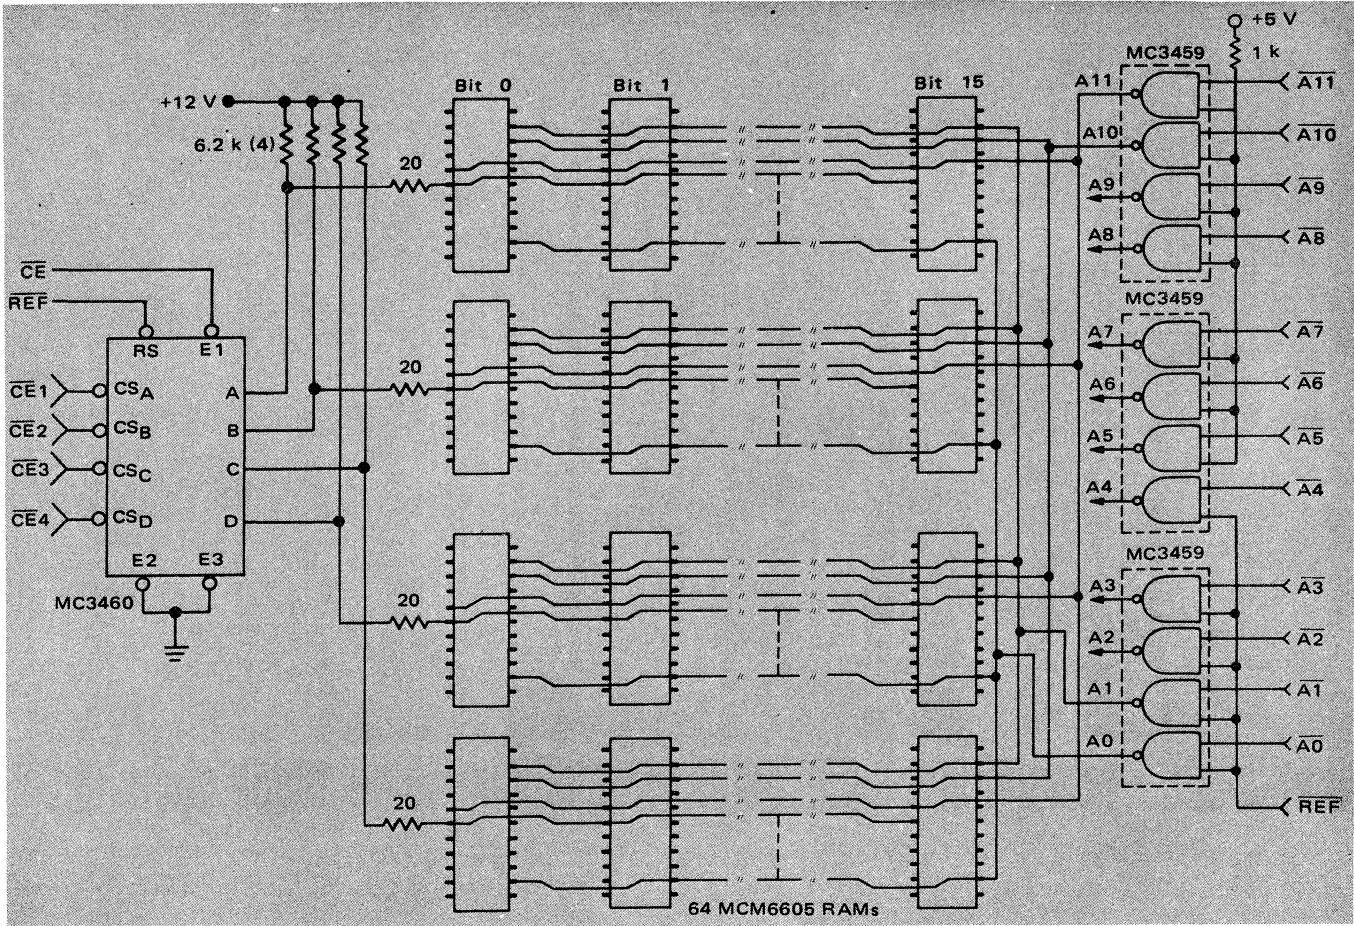 +5 V
1 k
MC3459
Bit 0
Bit 1
Bit 15
A11
A̅1̅1̅
+12 V
6.2 k (4)
A10
A̅1̅0̅
20
A9
A̅9̅
A8
A̅8̅
C̅E̅
R̅E̅F̅
MC3459
RS
E1
A7
A̅7̅
20
C̅E̅1
CSA
A
A6
A̅6̅
C̅E̅2
CSB
B
A5
A̅5̅
C̅E̅3
CSC
C
A4
A̅4̅
C̅E̅4
CSD
D
E2
E3
MC3459
MC3460
20
A3
A̅3̅
A2
A̅2̅
A1
A̅1̅
A0
A̅0̅
20
R̅E̅F̅
64 MCM6605 RAMs